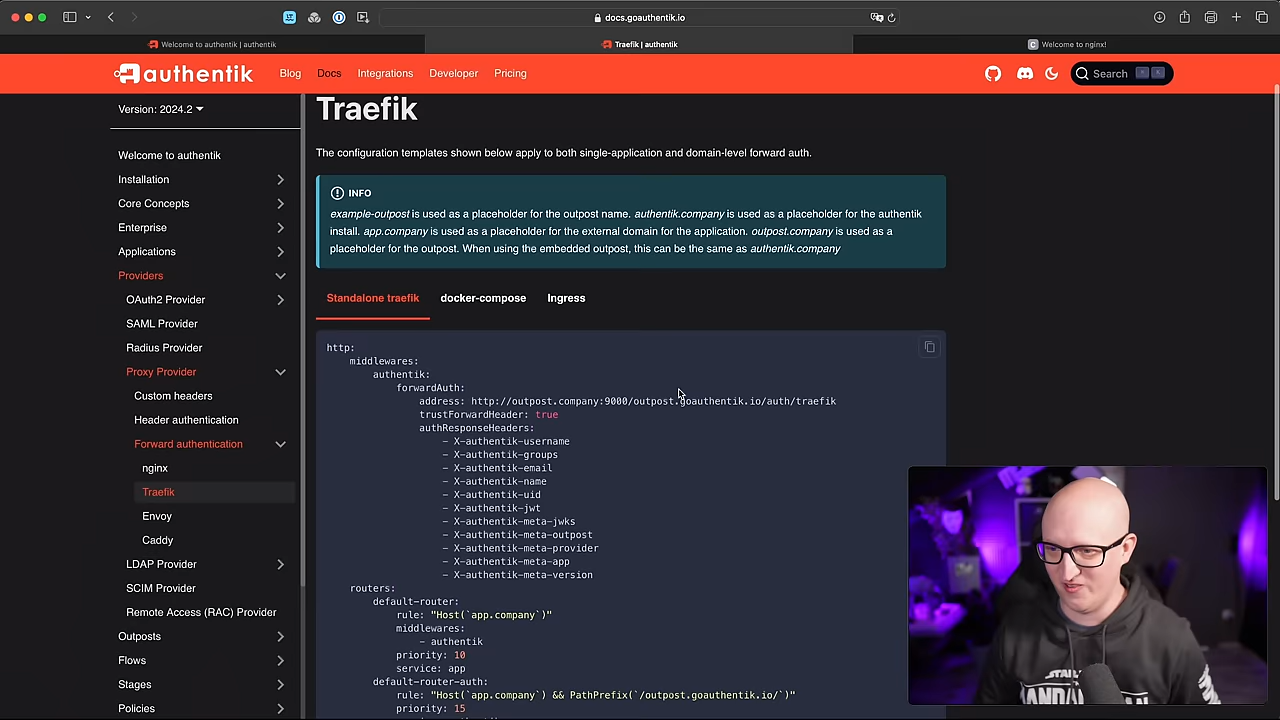 docs.goauthentik.io
Welcome to authentik | authentik
Traefik | authentik
C Welcome to nginx!
authentik
Blog
Docs
Integrations
Developer
Pricing
Search
Version: 2024.2
Welcome to authentik
Installation
Core Concepts
Enterprise
Applications
Providers
OAuth2 Provider
SAML Provider
Radius Provider
Proxy Provider
Custom headers
Header authentication
Forward authentication
nginx
Traefik
Envoy
Caddy
LDAP Provider
SCIM Provider
Remote Access (RAC) Provider
Outposts
Flows
Stages
Policies
Traefik
The configuration templates shown below apply to both single-application and domain-level forward auth.
INFO
example-outpost is used as a placeholder for the outpost name. authentik.company is used as a placeholder for the authentik
install. app.company is used as a placeholder for the external domain for the application. outpost.company is used as a
placeholder for the outpost. When using the embedded outpost, this can be the same as authentik.company
Standalone traefik
docker-compose
Ingress
http:
middlewares:
authentik:
forwardAuth:
address: http://outpost.company:9000/outpost.goauthentik.io/auth/traefik
trustForwardHeader: true
authResponseHeaders:
- X-authentik-username
- X-authentik-groups
- X-authentik-email
- X-authentik-name
- X-authentik-uid
- X-authentik-jwt
- X-authentik-meta-jwks
- X-authentik-meta-outpost
- X-authentik-meta-provider
- X-authentik-meta-app
- X-authentik-meta-version
routers:
default-router:
rule: "Host(`app.company`)"
middlewares:
- authentik
priority: 10
service: app
default-router-auth:
rule: "Host(`app.company`) && PathPrefix(`/outpost.goauthentik.io/`)"
priority: 15
STAR